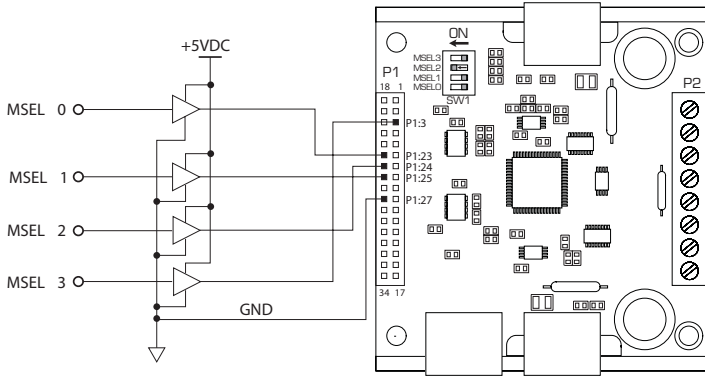 +5VDC
ON
MSEL3
MSEL2
MSEL1
MSEL0
SW1
P1
18 1
P2
MSEL 0
P1:3
P1:23
P1:24
P1:25
MSEL 1
P1:27
MSEL 2
MSEL 3
34 17
GND